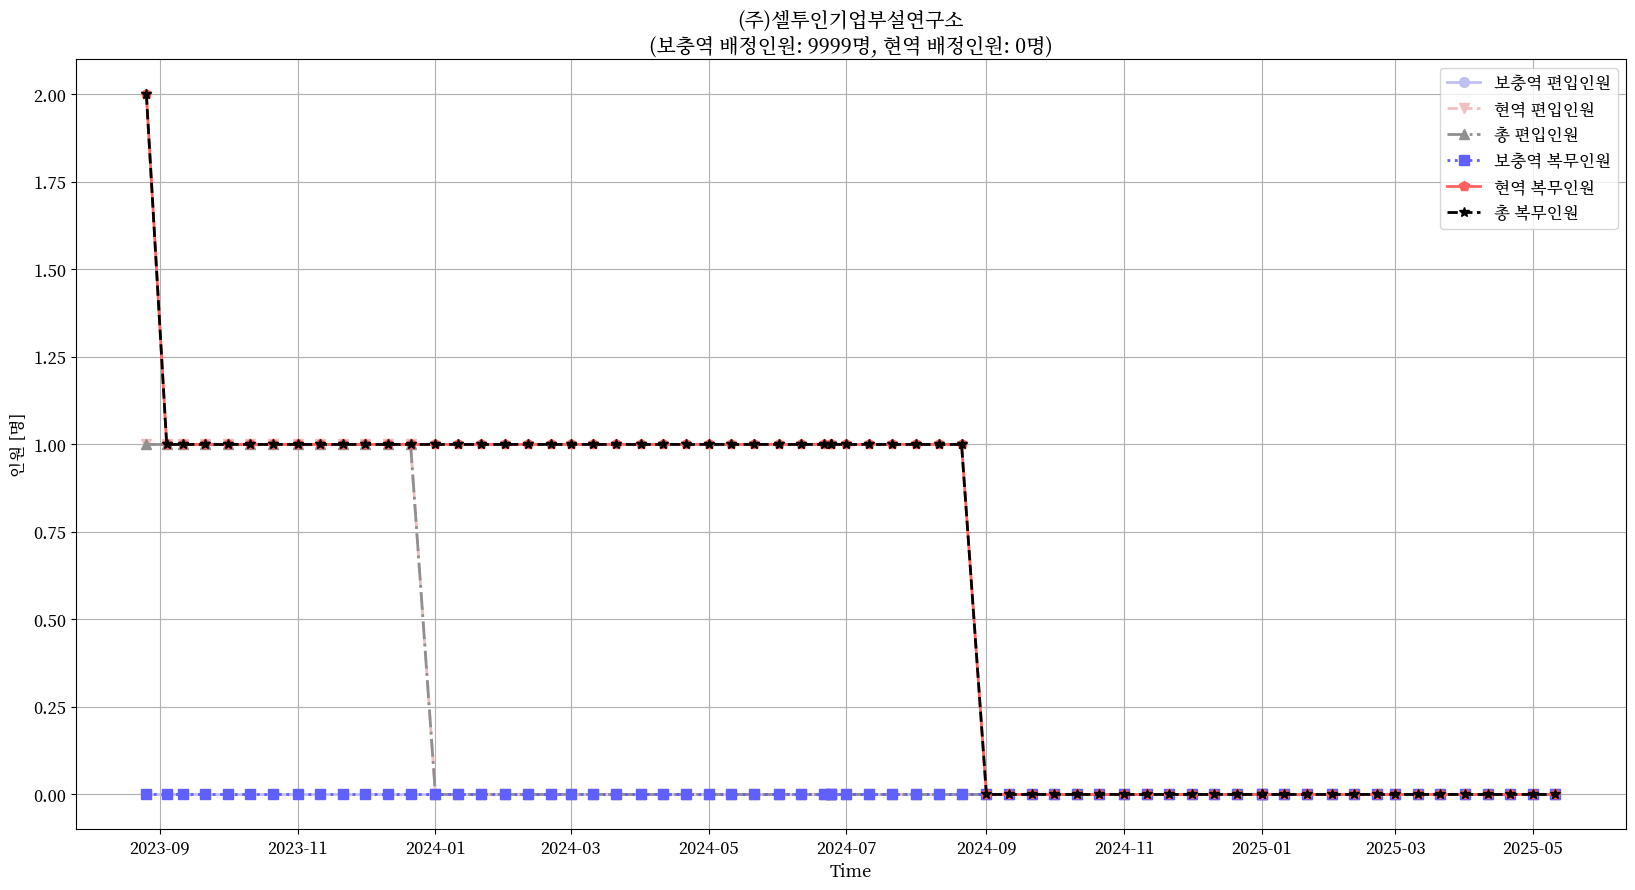 (주)셀투인기업부설연구소
(보충역 배정인원: 9999명, 현역 배정인원: 0명)
보충역 편입인원
현역 편입인원
총 편입인원
보충역 복무인원
현역 복무인원
총 복무인원
인원 [명]
2.00
1.75
1.50
1.25
1.00
0.75
0.50
0.25
0.00
2023-09
2023-11
2024-01
2024-03
2024-05
2024-07
2024-09
2024-11
2025-01
2025-03
2025-05
Time